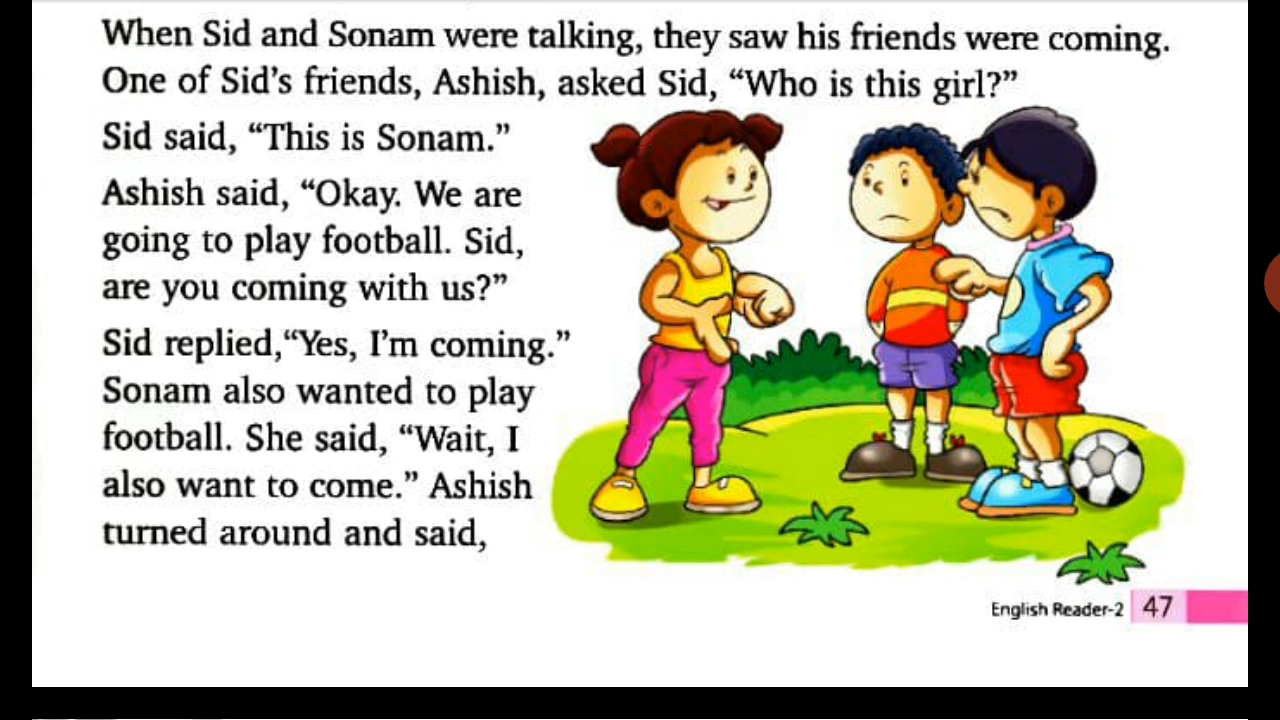 When Sid and Sonam were talking, they saw his friends were coming.
One of Sid's friends, Ashish, asked Sid, “Who is this girl?”
Sid said, “This is Sonam.”
Ashish said, “Okay. We are
going to play football. Sid,
are you coming with us?”
Sid replied,“Yes, I'm coming.”
Sonam also wanted to play
football. She said, “Wait, I
also want to come.” Ashish
turned around and said,
English Reader-2 47